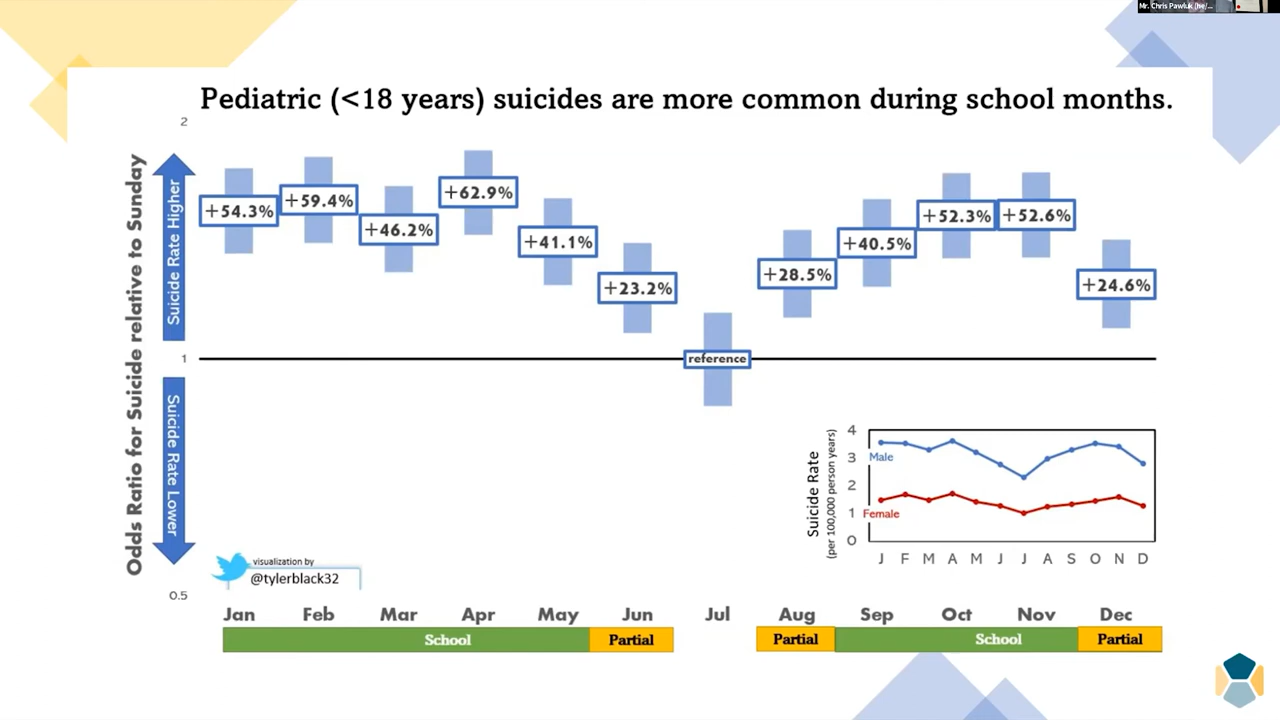 Mr. Chris Pawluk (he/...
Pediatric (<18 years) suicides are more common during school months.
Odds Ratio for Suicide relative to Sunday
Suicide Rate Higher
Suicide Rate Lower
2
1
0.5
+54.3%
+59.4%
+46.2%
+62.9%
+41.1%
+23.2%
reference
+28.5%
+40.5%
+52.3%
+52.6%
+24.6%
Suicide Rate
(per 100,000 person years)
4
3
2
1
0
Male
Female
J F M A M J J A S O N D
visualization by
@tylerblack32
Jan Feb Mar Apr May Jun Jul Aug Sep Oct Nov Dec
School Partial Partial School Partial